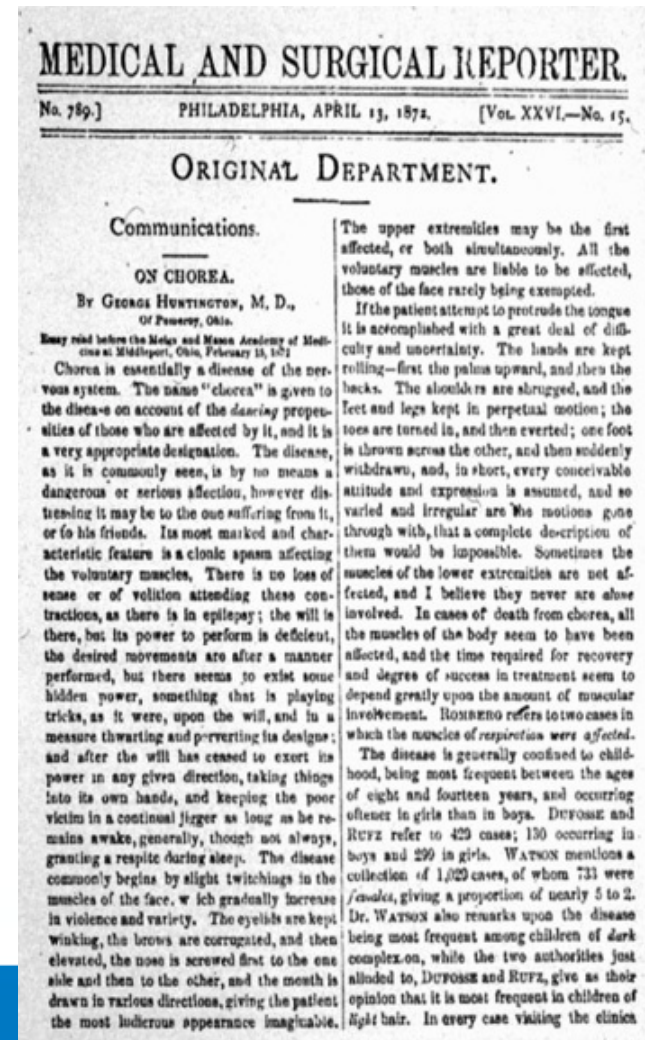 MEDICAL AND SURGICAL REPORTER.
No. 789.] PHILADELPHIA, APRIL 13, 1872. [VOL. XXVI.—No. 15.
ORIGINAL DEPARTMENT.
Communications.
ON CHOREA.
BY GEORGE HUNTINGTON, M. D.,
Of Pomeroy, Ohio.
Essay read before the Meigs and Mason Academy of Medi-
cine at Middleport, Ohio, February 15, 1872
Chorea is essentially a disease of the ner-
vous system. The name "chorea" is given to
the disease on account of the dancing propen-
sities of those who are affected by it, and it is
a very appropriate designation. The disease,
as it is commonly seen, is by no means a
dangerous or serious affection, however dis-
tressing it may be to the one suffering from it,
or to his friends. Its most marked and char-
acteristic feature is a clonic spasm affecting
the voluntary muscles. There is no loss of
sense or of volition attending these con-
tractions, as there is in epilepsy; the will is
there, but its power to perform is deficient,
the desired movements are after a manner
performed, but there seems to exist some
hidden power, something that is playing
tricks, as it were, upon the will, and in a
measure thwarting and perverting its designs;
and after the will has ceased to exert its
power in any given direction, taking things
into its own hands, and keeping the poor
victim in a continual jigger as long as he re-
mains awake, generally, though not always,
granting a respite during sleep. The disease
commonly begins by slight twitchings in the
muscles of the face, w ich gradually increase
in violence and variety. The eyelids are kept
winking, the brows are corrugated, and then
elevated, the nose is screwed first to the one
side and then to the other, and the mouth is
drawn in various directions, giving the patient
the most ludicrous appearance imaginable.
The upper extremities may be the first
affected, or both simultaneously. All the
voluntary muscles are liable to be affected,
those of the face rarely being exempted.
If the patient attempt to protrude the tongue
it is accomplished with a great deal of diffi-
culty and uncertainty. The hands are kept
rolling—first the palms upward, and then the
backs. The shoulders are shrugged, and the
feet and legs kept in perpetual motion; the
toes are turned in, and then everted; one foot
is thrown across the other, and then suddenly
withdrawn, and, in short, every conceivable
attitude and expression is assumed, and so
varied and irregular are the motions gone
through with, that a complete description of
them would be impossible. Sometimes the
muscles of the lower extremities are not af-
fected, and I believe they never are alone
involved. In cases of death from chorea, all
the muscles of the body seem to have been
affected, and the time required for recovery
and degree of success in treatment seem to
depend greatly upon the amount of muscular
involvement. ROMBERG refers to two cases in
which the muscles of respiration were affected.
The disease is generally confined to child-
hood, being most frequent between the ages
of eight and fourteen years, and occurring
oftener in girls than in boys. DUFOSSE and
RUFZ refer to 429 cases; 130 occurring in
boys and 299 in girls. WATSON mentions a
collection of 1,029 cases, of whom 733 were
females, giving a proportion of nearly 5 to 2.
Dr. WATSON also remarks upon the disease
being most frequent among children of dark
complexion, while the two authorities just
alluded to, DUFOSSE and RUFZ, give as their
opinion that it is most frequent in children of
light hair. In every case visiting the clinics